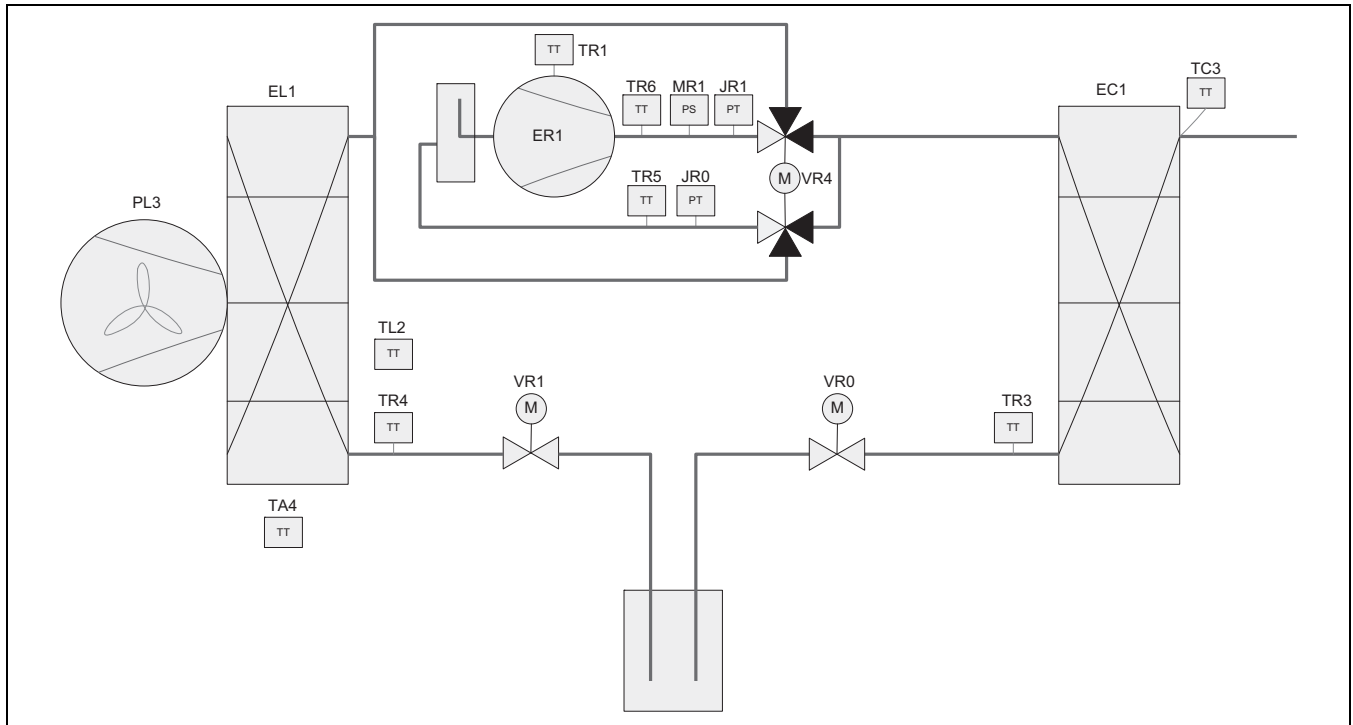 TT
TR1
TC3
TR6
MR1
JR1
TT
EL1
EC1
TT
PS
PT
ER1
M
VR4
TR5
JR0
TT
PT
PL3
TL2
TT
VR1
VR0
TR4
TR3
M
M
TT
TT
TA4
TT